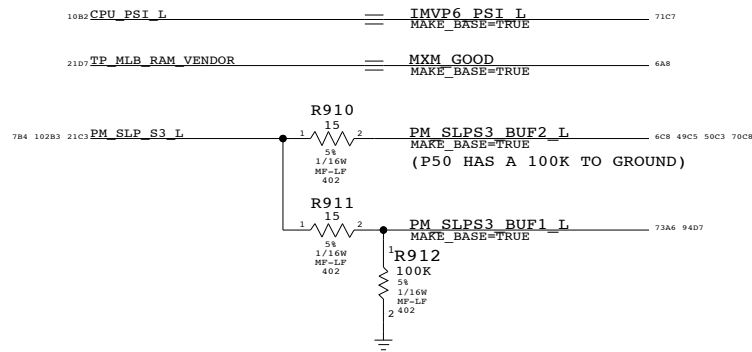 10B2 CPU_PSI_L IMVP6_PSI_L 71C7
MAKE_BASE=TRUE
21D7 TP_MLB_RAM_VENDOR MXM_GOOD 6A8
MAKE_BASE=TRUE
R910
15
7B4 102B3 21C3 PM_SLP_S3_L 1 2 PM_SLPS3_BUF2_L 6C8 49C5 50C3 70C8
5% MAKE_BASE=TRUE
1/16W
MF-LF (P50 HAS A 100K TO GROUND)
402
R911
15
1 2 PM_SLPS3_BUF1_L 73A6 94D7
5% MAKE_BASE=TRUE
1/16W
MF-LF
402
1 R912
100K
5%
1/16W
MF-LF
402
2